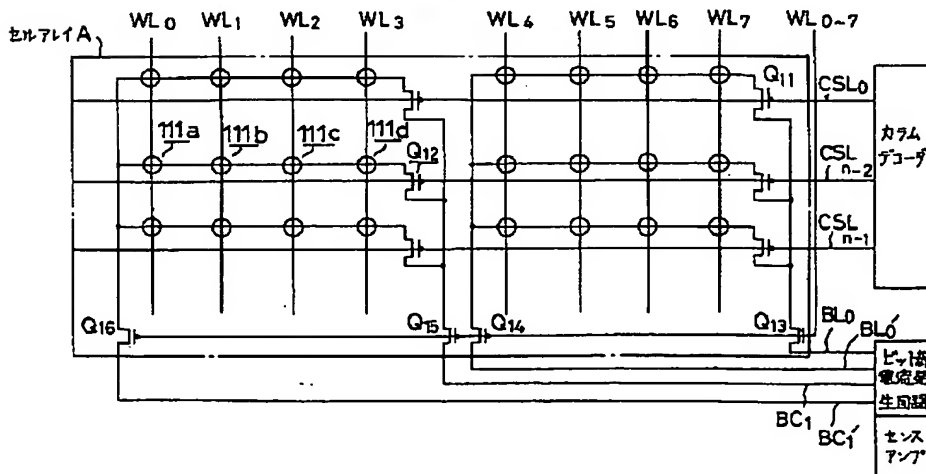 WL0 WL1 WL2 WL3 WL4 WL5 WL6 WL7 WL0~7
セルアレイA
Q11
CSL0
111a 111b 111c 111d
Q12
CSL n-2
カラム
デコーダ
CSL n-1
Q16 Q15 Q14 Q13
BL0 BL0′
ビット線
電流発
生回路
BC1
BC1′
センス
アンプ